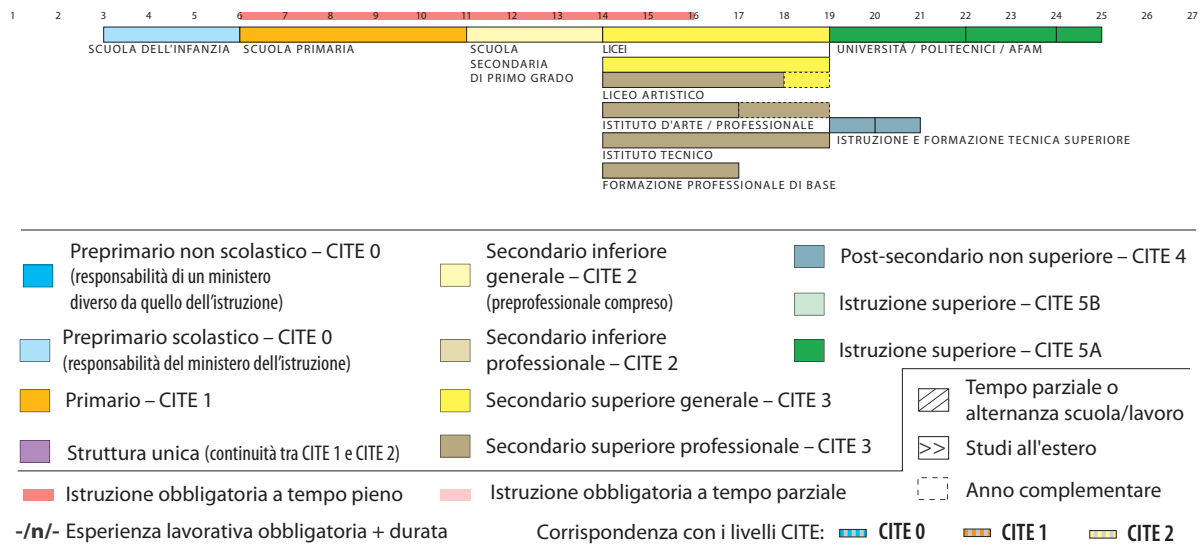 1 2 3 4 5 6 7 8 9 10 11 12 13 14 15 16 17 18 19 20 21 22 23 24 25 26 27
SCUOLA DELL'INFANZIA
SCUOLA PRIMARIA
SCUOLA
SECONDARIA
DI PRIMO GRADO
LICEI
UNIVERSITÁ / POLITECNICI / AFAM
LICEO ARTISTICO
ISTITUTO D'ARTE / PROFESSIONALE
ISTRUZIONE E FORMAZIONE TECNICA SUPERIORE
ISTITUTO TECNICO
FORMAZIONE PROFESSIONALE DI BASE
Preprimario non scolastico – CITE 0
(responsabilità di un ministero
diverso da quello dell'istruzione)
Preprimario scolastico – CITE 0
(responsabilità del ministero dell'istruzione)
Primario – CITE 1
Struttura unica (continuità tra CITE 1 e CITE 2)
Secondario inferiore
generale – CITE 2
(preprofessionale compreso)
Secondario inferiore
professionale – CITE 2
Secondario superiore generale – CITE 3
Secondario superiore professionale – CITE 3
Post-secondario non superiore – CITE 4
Istruzione superiore – CITE 5B
Istruzione superiore – CITE 5A
Tempo parziale o
alternanza scuola/lavoro
>> Studi all'estero
Anno complementare
Istruzione obbligatoria a tempo pieno
Istruzione obbligatoria a tempo parziale
-/n/- Esperienza lavorativa obbligatoria + durata
Corrispondenza con i livelli CITE: CITE 0 CITE 1 CITE 2